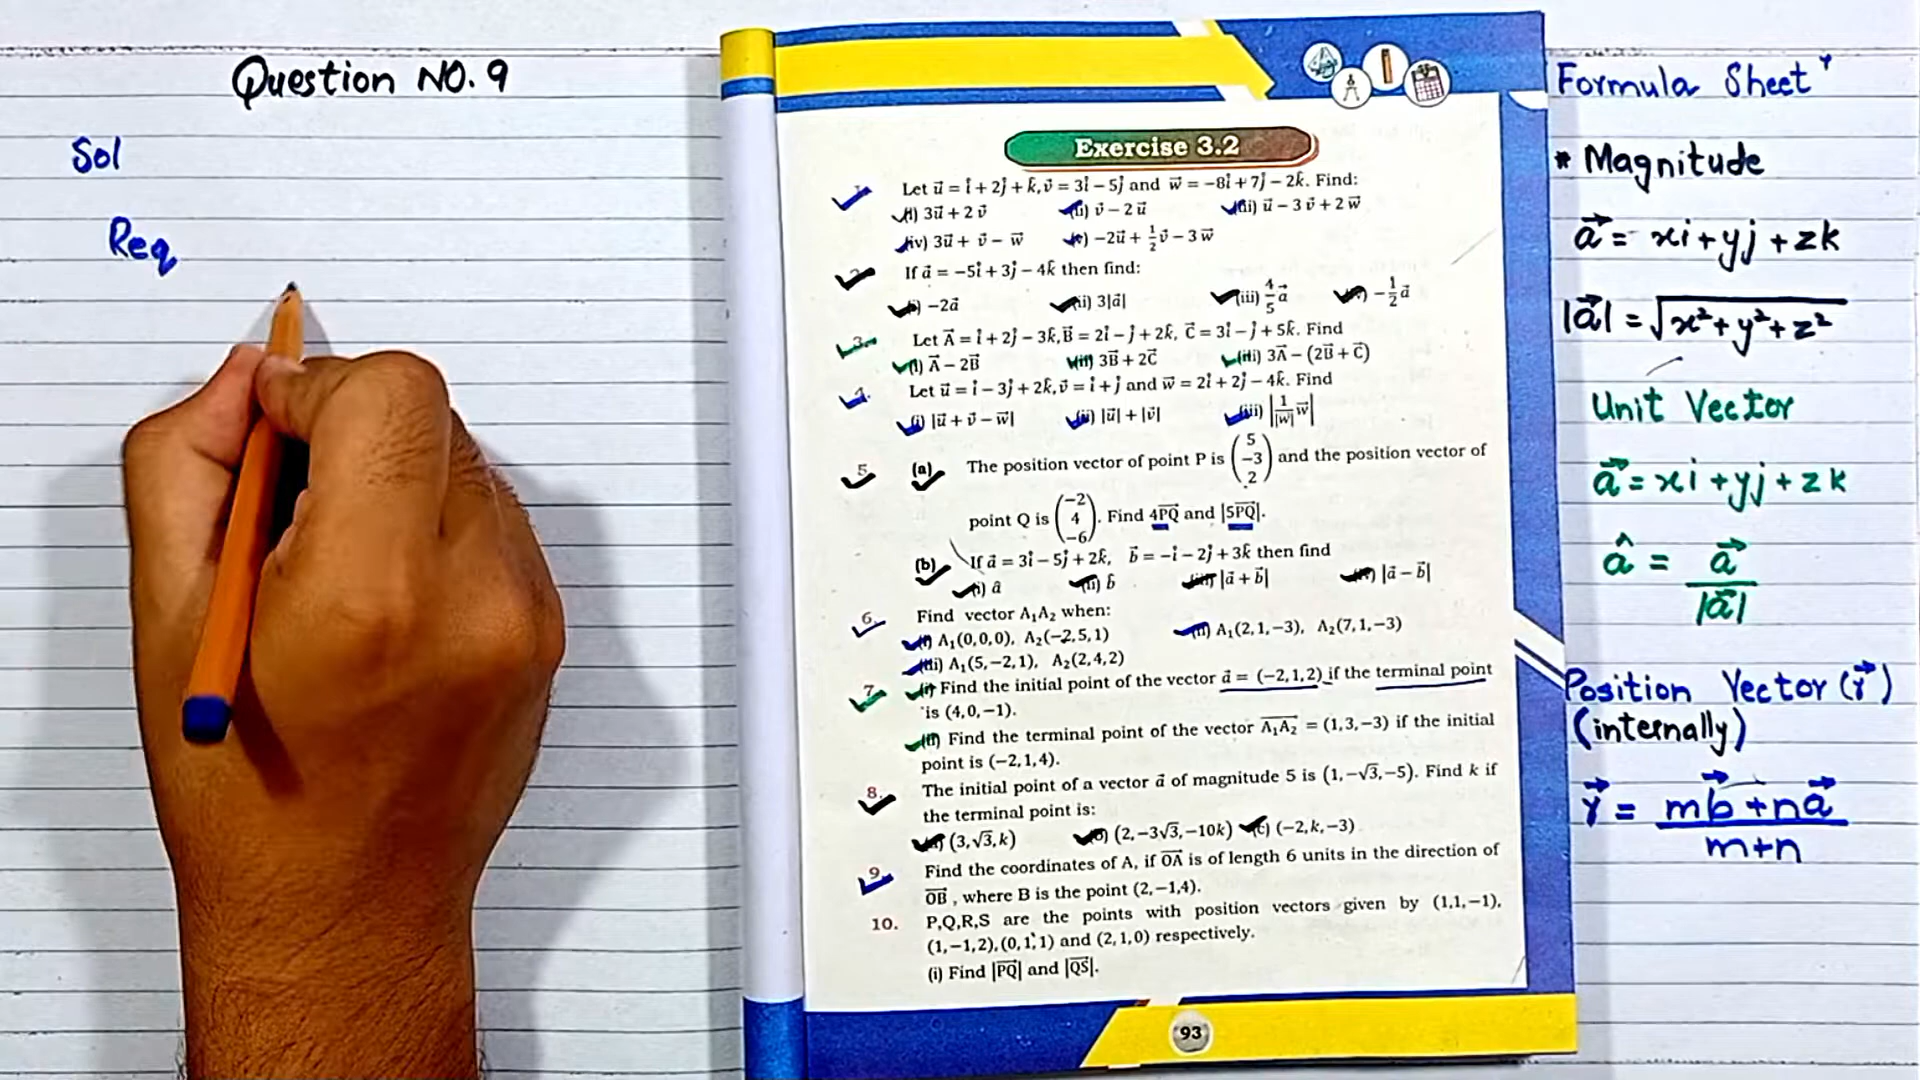 Question NO. 9
Sol
Req
Exercise 3.2
1. Let u⃗ = î + 2ĵ + k̂, v⃗ = 3î − 5ĵ and w⃗ = −8î + 7ĵ − 2k̂. Find:
(i) 3u⃗ + 2v⃗ (ii) v⃗ − 2u⃗ (iii) u⃗ − 3v⃗ + 2w⃗
(iv) 3u⃗ + v⃗ − w⃗ (v) −2u⃗ + 1/2 v⃗ − 3w⃗
2. If a⃗ = −5î + 3ĵ − 4k̂ then find:
(i) −2a⃗ (ii) 3|a⃗| (iii) 4/5 a⃗ (iv) −1/2 a⃗
3. Let A⃗ = î + 2ĵ − 3k̂, B⃗ = 2î − ĵ + 2k̂, C⃗ = 3î − ĵ + 5k̂. Find
(i) A⃗ − 2B⃗ (ii) 3B⃗ + 2C⃗ (iii) 3A⃗ − (2B⃗ + C⃗)
4. Let u⃗ = î − 3ĵ + 2k̂, v⃗ = î + ĵ and w⃗ = 2î + 2ĵ − 4k̂. Find
(i) |u⃗ + v⃗ − w⃗| (ii) |u⃗| + |v⃗| (iii) |1/|w⃗| w⃗|
5. (a) The position vector of point P is (5 −3 2) and the position vector of
point Q is (−2 4 −6). Find 4PQ⃗ and |5PQ⃗|.
(b) If a⃗ = 3î − 5ĵ + 2k̂, b⃗ = −î − 2ĵ + 3k̂ then find
(i) â (ii) b̂ (iii) |a⃗ + b⃗| (iv) |a⃗ − b⃗|
6. Find vector A₁A₂ when:
(i) A₁(0,0,0), A₂(−2,5,1) (ii) A₁(2,1,−3), A₂(7,1,−3)
(iii) A₁(5,−2,1), A₂(2,4,2)
7. (i) Find the initial point of the vector a⃗ = (−2,1,2) if the terminal point
is (4,0,−1).
(ii) Find the terminal point of the vector A₁A₂⃗ = (1,3,−3) if the initial
point is (−2,1,4).
8. The initial point of a vector a⃗ of magnitude 5 is (1,−√3,−5). Find k if
the terminal point is:
(a) (3,√3,k) (b) (2,−3√3,−10k) (c) (−2,k,−3)
9. Find the coordinates of A, if OA⃗ is of length 6 units in the direction of
OB⃗, where B is the point (2,−1,4).
10. P,Q,R,S are the points with position vectors given by (1,1,−1),
(1,−1,2),(0,1,1) and (2,1,0) respectively.
(i) Find |PQ⃗| and |QS⃗|.
93
Formula Sheet
* Magnitude
a⃗ = xi + yj + zk
|a⃗| = √x²+y²+z²
Unit Vector
a⃗ = xi + yj + zk
â = a⃗/|a⃗|
Position Vector (r⃗)
(internally)
r⃗ = mb⃗ + na⃗ / m+n